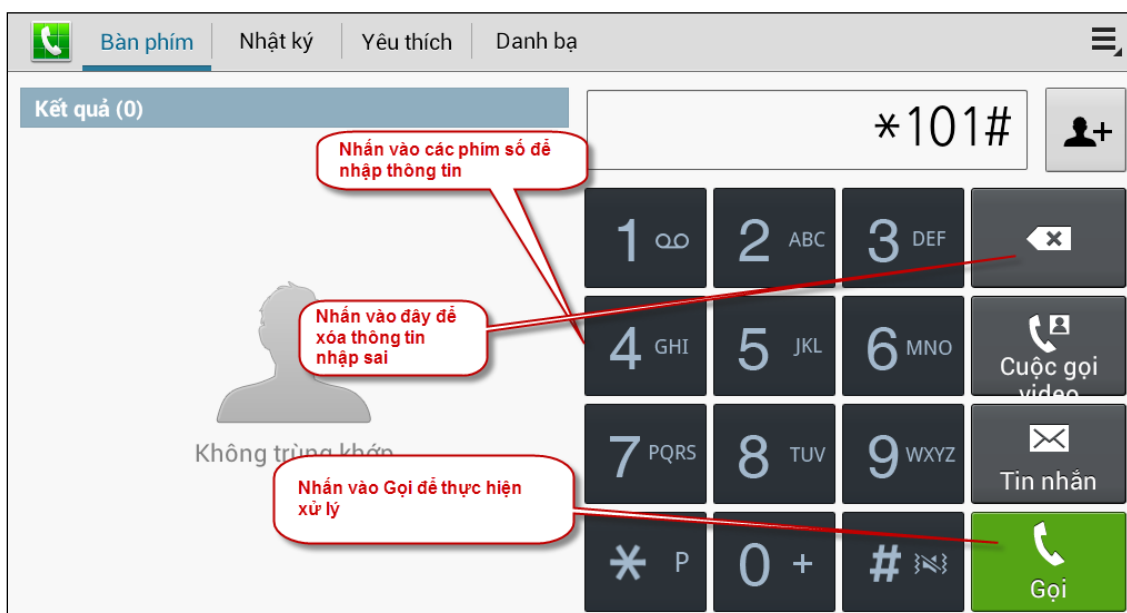 Bàn phím
Nhật ký
Yêu thích
Danh bạ
Kết quả (0)
*101#
Nhấn vào các phím số để
nhập thông tin
1
2 ABC
3 DEF
Nhấn vào đây để
xóa thông tin
nhập sai
4 GHI
5 JKL
6 MNO
Cuộc gọi
video
Không trùng khớp
7 PQRS
8 TUV
9 WXYZ
Tin nhắn
Nhấn vào Gọi để thực hiện
xử lý
* P
0 +
#
Gọi